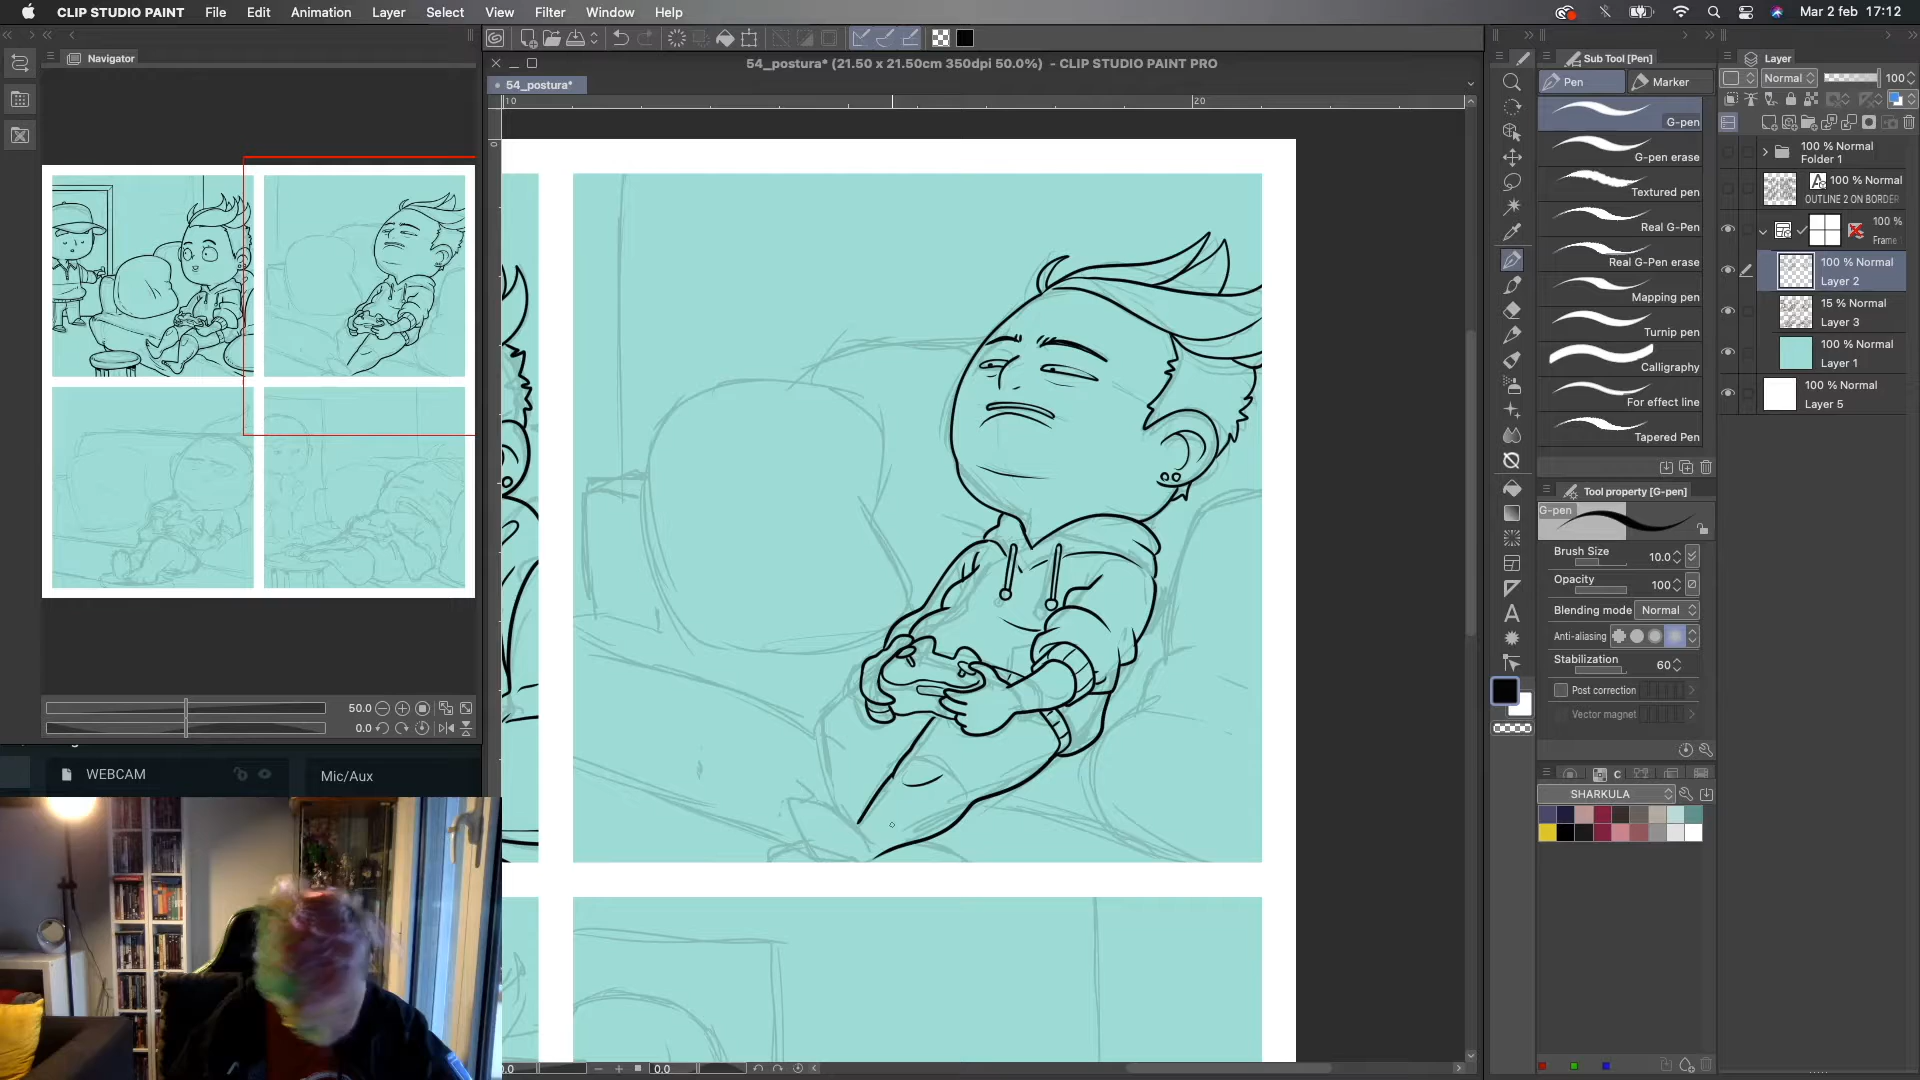 CLIP STUDIO PAINT File Edit Animation Layer Select View Filter Window Help
Mar 2 feb 17:12
Navigator
54_postura* (21.50 x 21.50cm 350dpi 50.0%) - CLIP STUDIO PAINT PRO
54_postura*
10
20
0
50.0
0.0
WEBCAM
Mic/Aux
0.0
Sub Tool [Pen]
Pen
Marker
G-pen
G-pen erase
Textured pen
Real G-Pen
Real G-Pen erase
Mapping pen
Turnip pen
Calligraphy
For effect line
Tapered Pen
Tool property [G-pen]
G-pen
Brush Size 10.0
Opacity 100
Blending mode Normal
Anti-aliasing
Stabilization 60
Post correction
Vector magnet
C
SHARKULA
Layer
Normal 100
100 % Normal
Folder 1
A 100 % Normal
OUTLINE 2 ON BORDER
100 %
Frame
100 % Normal
Layer 2
15 % Normal
Layer 3
100 % Normal
Layer 1
100 % Normal
Layer 5